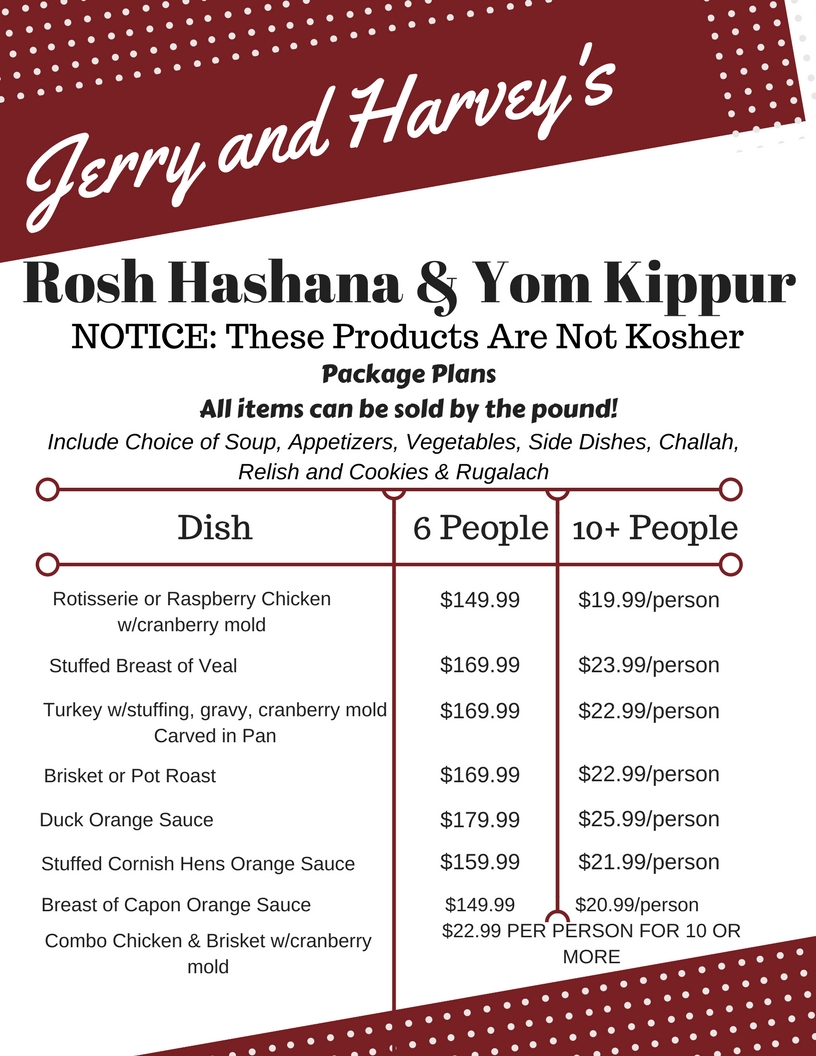 Jerry and Harvey's
Rosh Hashana & Yom Kippur
NOTICE: These Products Are Not Kosher
Package Plans
All items can be sold by the pound!
Include Choice of Soup, Appetizers, Vegetables, Side Dishes, Challah,
Relish and Cookies & Rugalach
Dish 6 People 10+ People
Rotisserie or Raspberry Chicken $149.99 $19.99/person
w/cranberry mold
Stuffed Breast of Veal $169.99 $23.99/person
Turkey w/stuffing, gravy, cranberry mold $169.99 $22.99/person
Carved in Pan
Brisket or Pot Roast $169.99 $22.99/person
Duck Orange Sauce $179.99 $25.99/person
Stuffed Cornish Hens Orange Sauce $159.99 $21.99/person
Breast of Capon Orange Sauce $149.99 $20.99/person
Combo Chicken & Brisket w/cranberry $22.99 PER PERSON FOR 10 OR
mold MORE